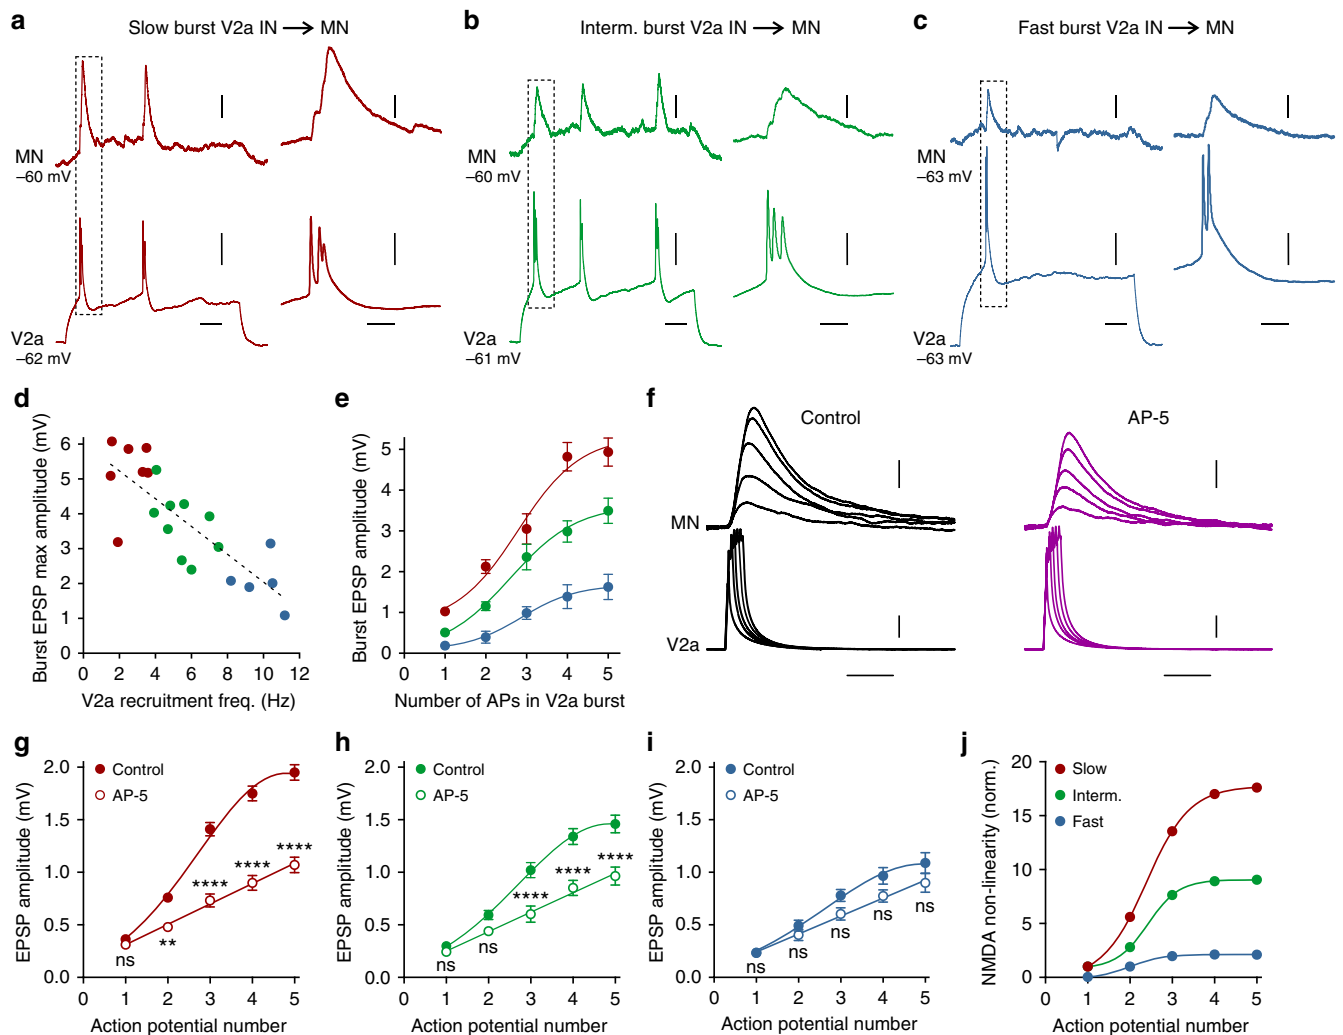 a
Slow burst V2a IN → MN
MN
–60 mV
V2a
–62 mV
b
Interm. burst V2a IN → MN
MN
–60 mV
V2a
–61 mV
c
Fast burst V2a IN → MN
MN
–63 mV
V2a
–63 mV
d
Burst EPSP max amplitude (mV)
6
5
4
3
2
1
0
0 2 4 6 8 10 12
V2a recruitment freq. (Hz)
e
Burst EPSP amplitude (mV)
5
4
3
2
1
0
0 1 2 3 4 5
Number of APs in V2a burst
f
Control
AP-5
MN
V2a
g
EPSP amplitude (mV)
2.0
1.5
1.0
0.5
0.0
Control
AP-5
ns
**
****
****
****
0 1 2 3 4 5
Action potential number
h
EPSP amplitude (mV)
2.0
1.5
1.0
0.5
0.0
Control
AP-5
ns
ns
****
****
****
0 1 2 3 4 5
Action potential number
i
EPSP amplitude (mV)
2.0
1.5
1.0
0.5
0.0
Control
AP-5
ns
ns
ns
ns
ns
0 1 2 3 4 5
Action potential number
j
NMDA non-linearity (norm.)
20
15
10
5
0
Slow
Interm.
Fast
0 1 2 3 4 5
Action potential number